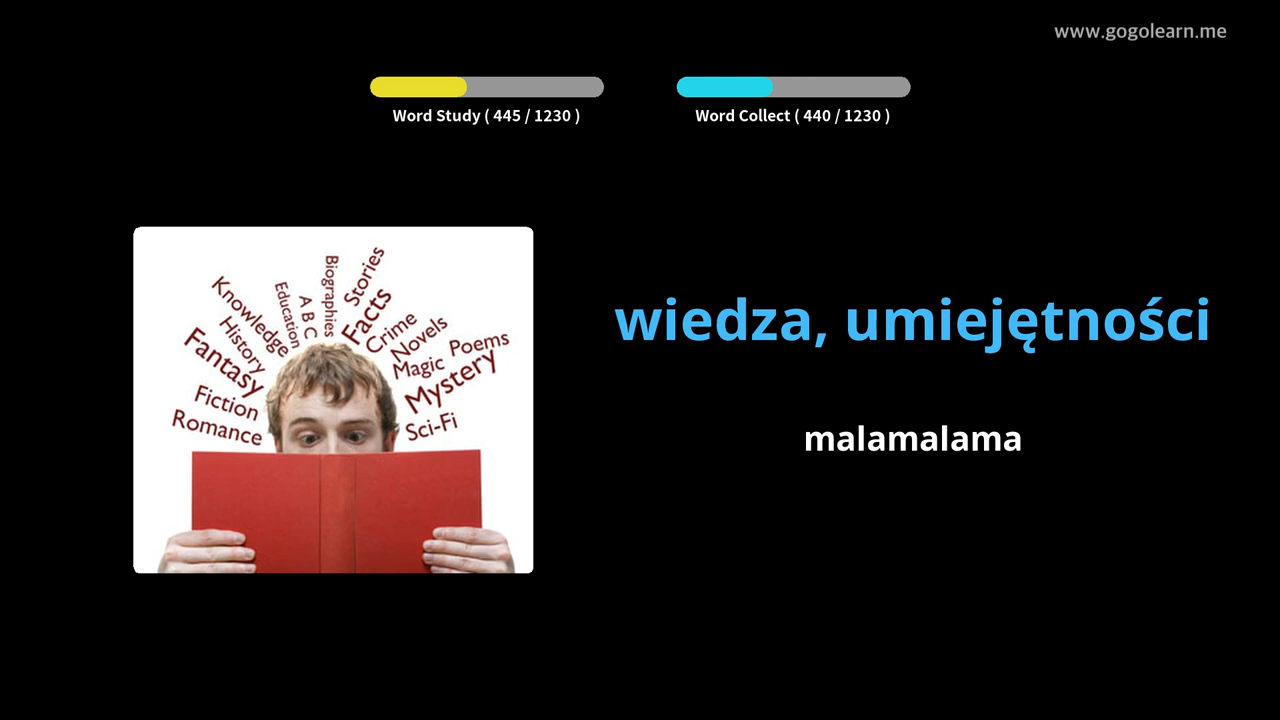 www.gogolearn.me
Word Study ( 445 / 1230 )
Word Collect ( 440 / 1230 )
Knowledge
History
Fantasy
Fiction
Romance
Education
A B C
Biographies
Stories
Facts
Crime
Novels
Magic
Poems
Mystery
Sci-Fi
wiedza, umiejętności
malamalama